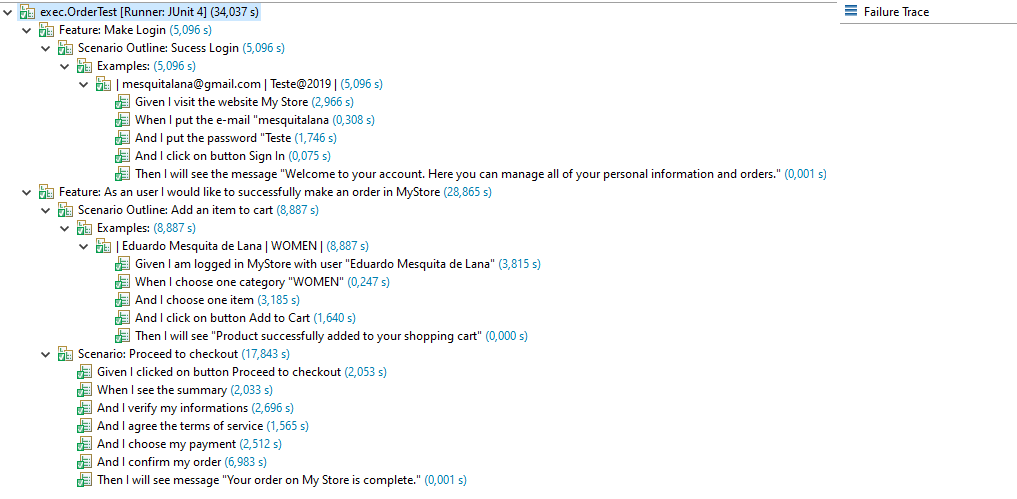 exec.OrderTest [Runner: JUnit 4] (34,037 s)
Failure Trace
Feature: Make Login (5,096 s)
Scenario Outline: Sucess Login (5,096 s)
Examples: (5,096 s)
| mesquitalana@gmail.com | Teste@2019 | (5,096 s)
Given I visit the website My Store (2,966 s)
When I put the e-mail "mesquitalana (0,308 s)
And I put the password "Teste (1,746 s)
And I click on button Sign In (0,075 s)
Then I will see the message "Welcome to your account. Here you can manage all of your personal information and orders." (0,001 s)
Feature: As an user I would like to successfully make an order in MyStore (28,865 s)
Scenario Outline: Add an item to cart (8,887 s)
Examples: (8,887 s)
| Eduardo Mesquita de Lana | WOMEN | (8,887 s)
Given I am logged in MyStore with user "Eduardo Mesquita de Lana" (3,815 s)
When I choose one category "WOMEN" (0,247 s)
And I choose one item (3,185 s)
And I click on button Add to Cart (1,640 s)
Then I will see "Product successfully added to your shopping cart" (0,000 s)
Scenario: Proceed to checkout (17,843 s)
Given I clicked on button Proceed to checkout (2,053 s)
When I see the summary (2,033 s)
And I verify my informations (2,696 s)
And I agree the terms of service (1,565 s)
And I choose my payment (2,512 s)
And I confirm my order (6,983 s)
Then I will see message "Your order on My Store is complete." (0,001 s)